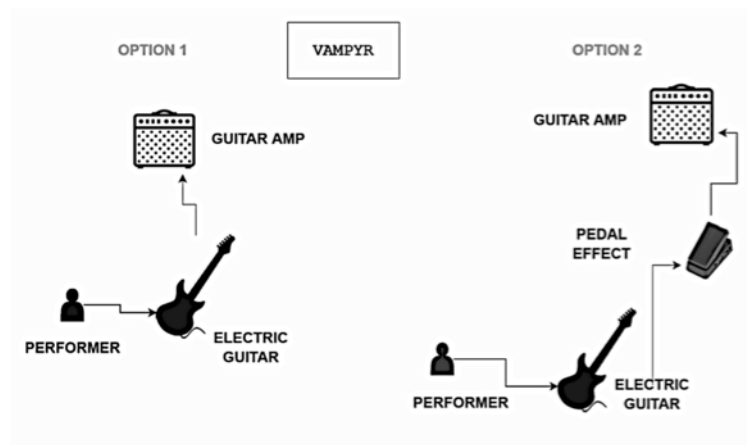 OPTION 1
VAMPYR
OPTION 2
GUITAR AMP
GUITAR AMP
PEDAL
EFFECT
PERFORMER
ELECTRIC
GUITAR
PERFORMER
ELECTRIC
GUITAR